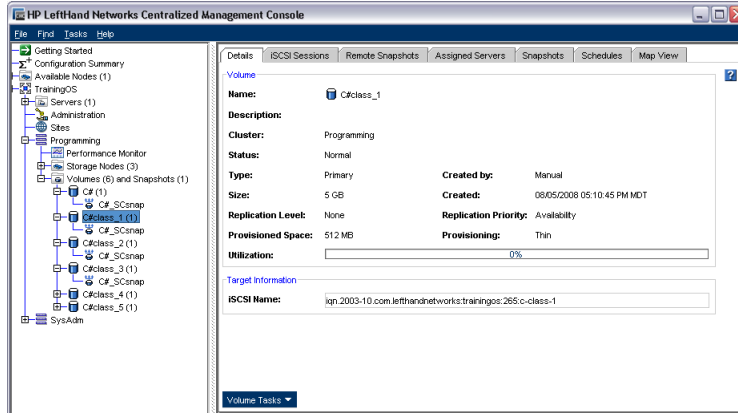 HP LeftHand Networks Centralized Management Console
File Find Tasks Help
Getting Started
Configuration Summary
Available Nodes (1)
TrainingOS
Servers (1)
Administration
Sites
Programming
Performance Monitor
Storage Nodes (3)
Volumes (6) and Snapshots (1)
C# (1)
C#_SCsnap
C#class_1 (1)
C#_SCsnap
C#class_2 (1)
C#_SCsnap
C#class_3 (1)
C#_SCsnap
C#class_4 (1)
C#class_5 (1)
SysAdm
Details iSCSI Sessions Remote Snapshots Assigned Servers Snapshots Schedules Map View
Volume
?
Name: C#class_1
Description:
Cluster: Programming
Status: Normal
Type: Primary Created by: Manual
Size: 5 GB Created: 08/05/2008 05:10:45 PM MDT
Replication Level: None Replication Priority: Availability
Provisioned Space: 512 MB Provisioning: Thin
Utilization: 0%
Target Information
iSCSI Name: iqn.2003-10.com.lefthandnetworks:trainingos:265:c-class-1
Volume Tasks